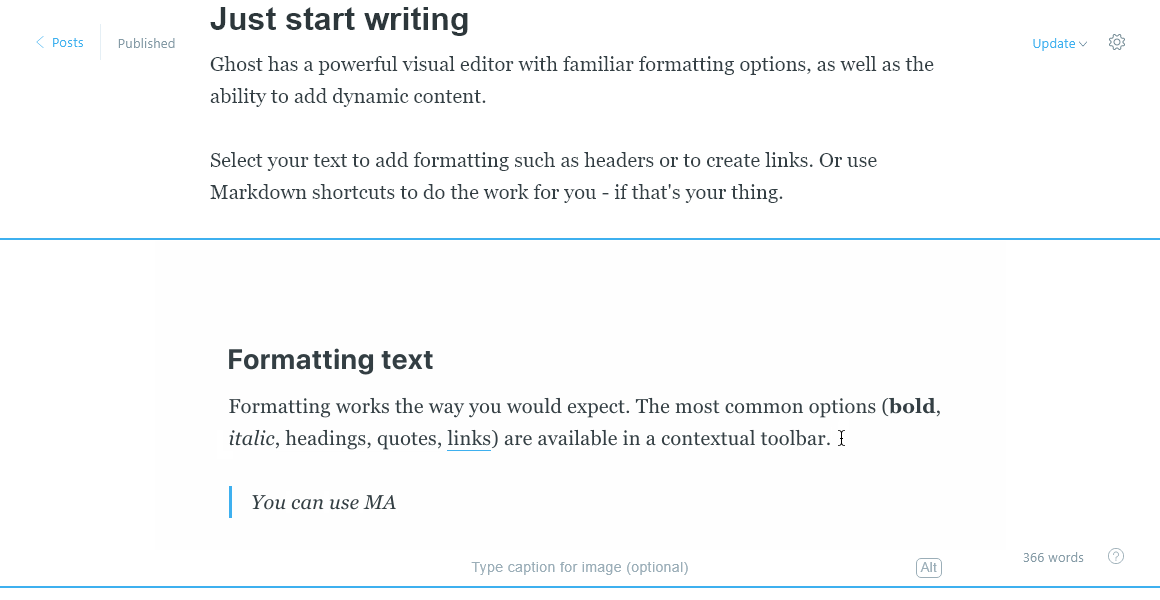 Just start writing
Posts
Published
Update
Ghost has a powerful visual editor with familiar formatting options, as well as the
ability to add dynamic content.
Select your text to add formatting such as headers or to create links. Or use
Markdown shortcuts to do the work for you - if that's your thing.
Formatting text
Formatting works the way you would expect. The most common options (bold,
italic, headings, quotes, links) are available in a contextual toolbar.
You can use MA
366 words
?
Type caption for image (optional)
Alt